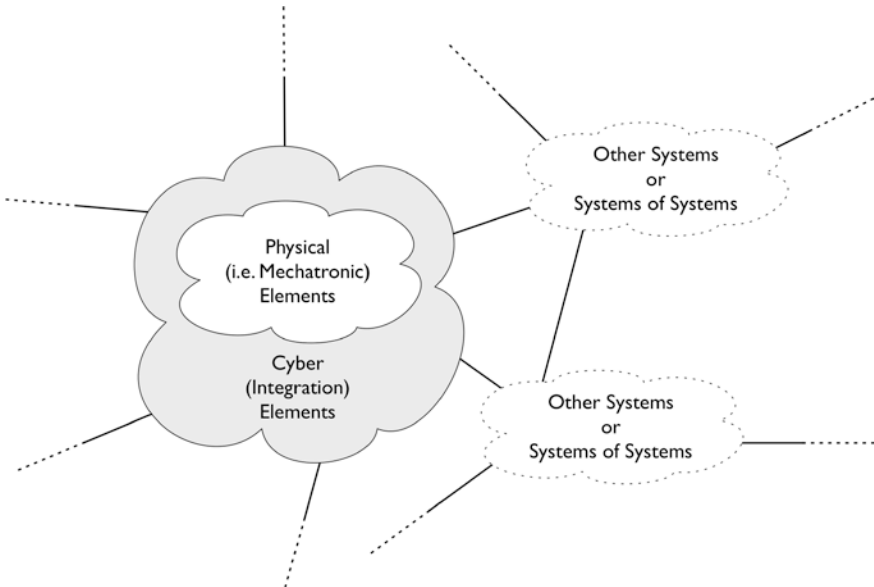 Other Systems
or
Systems of Systems
Physical
(i.e. Mechatronic)
Elements
Cyber
(Integration)
Elements
Other Systems
or
Systems of Systems